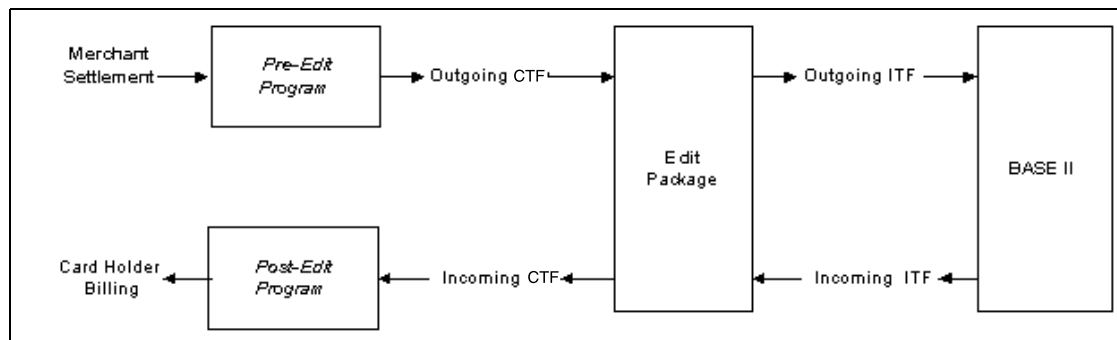 Merchant
Settlement
Pre-Edit
Program
Outgoing CTF
Edit
Package
Outgoing ITF
BASE II
Card Holder
Billing
Post-Edit
Program
Incoming CTF
Incoming ITF